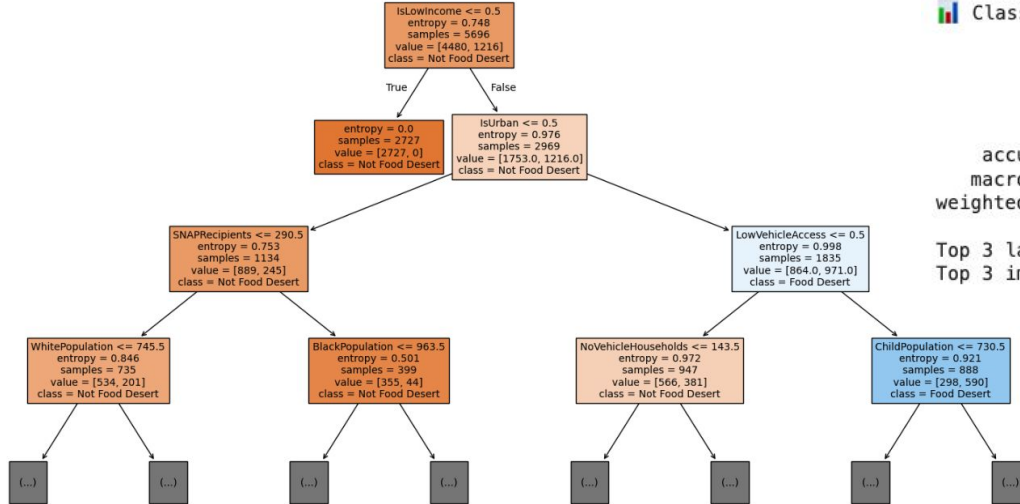 IsLowIncome <= 0.5
entropy = 0.748
samples = 5696
value = [4480, 1216]
class = Not Food Desert
True
False
entropy = 0.0
samples = 2727
value = [2727, 0]
class = Not Food Desert
IsUrban <= 0.5
entropy = 0.976
samples = 2969
value = [1753.0, 1216.0]
class = Not Food Desert
SNAPRecipients <= 290.5
entropy = 0.753
samples = 1134
value = [889, 245]
class = Not Food Desert
LowVehicleAccess <= 0.5
entropy = 0.998
samples = 1835
value = [864.0, 971.0]
class = Food Desert
WhitePopulation <= 745.5
entropy = 0.846
samples = 735
value = [534, 201]
class = Not Food Desert
BlackPopulation <= 963.5
entropy = 0.501
samples = 399
value = [355, 44]
class = Not Food Desert
NoVehicleHouseholds <= 143.5
entropy = 0.972
samples = 947
value = [566, 381]
class = Not Food Desert
ChildPopulation <= 730.5
entropy = 0.921
samples = 888
value = [298, 590]
class = Food Desert
(...)
(...)
(...)
(...)
(...)
(...)
(...)
(...)
Clas
accu
macro
weighted
Top 3 la
Top 3 im